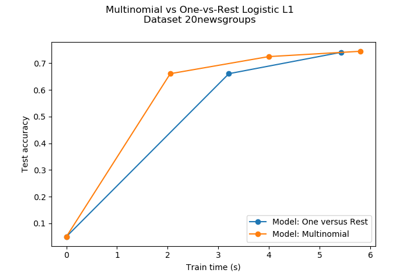 Multinomial vs One-vs-Rest Logistic L1
Dataset 20newsgroups
Test accuracy
0.7
0.6
0.5
0.4
0.3
0.2
0.1
Model: One versus Rest
Model: Multinomial
0 1 2 3 4 5 6
Train time (s)